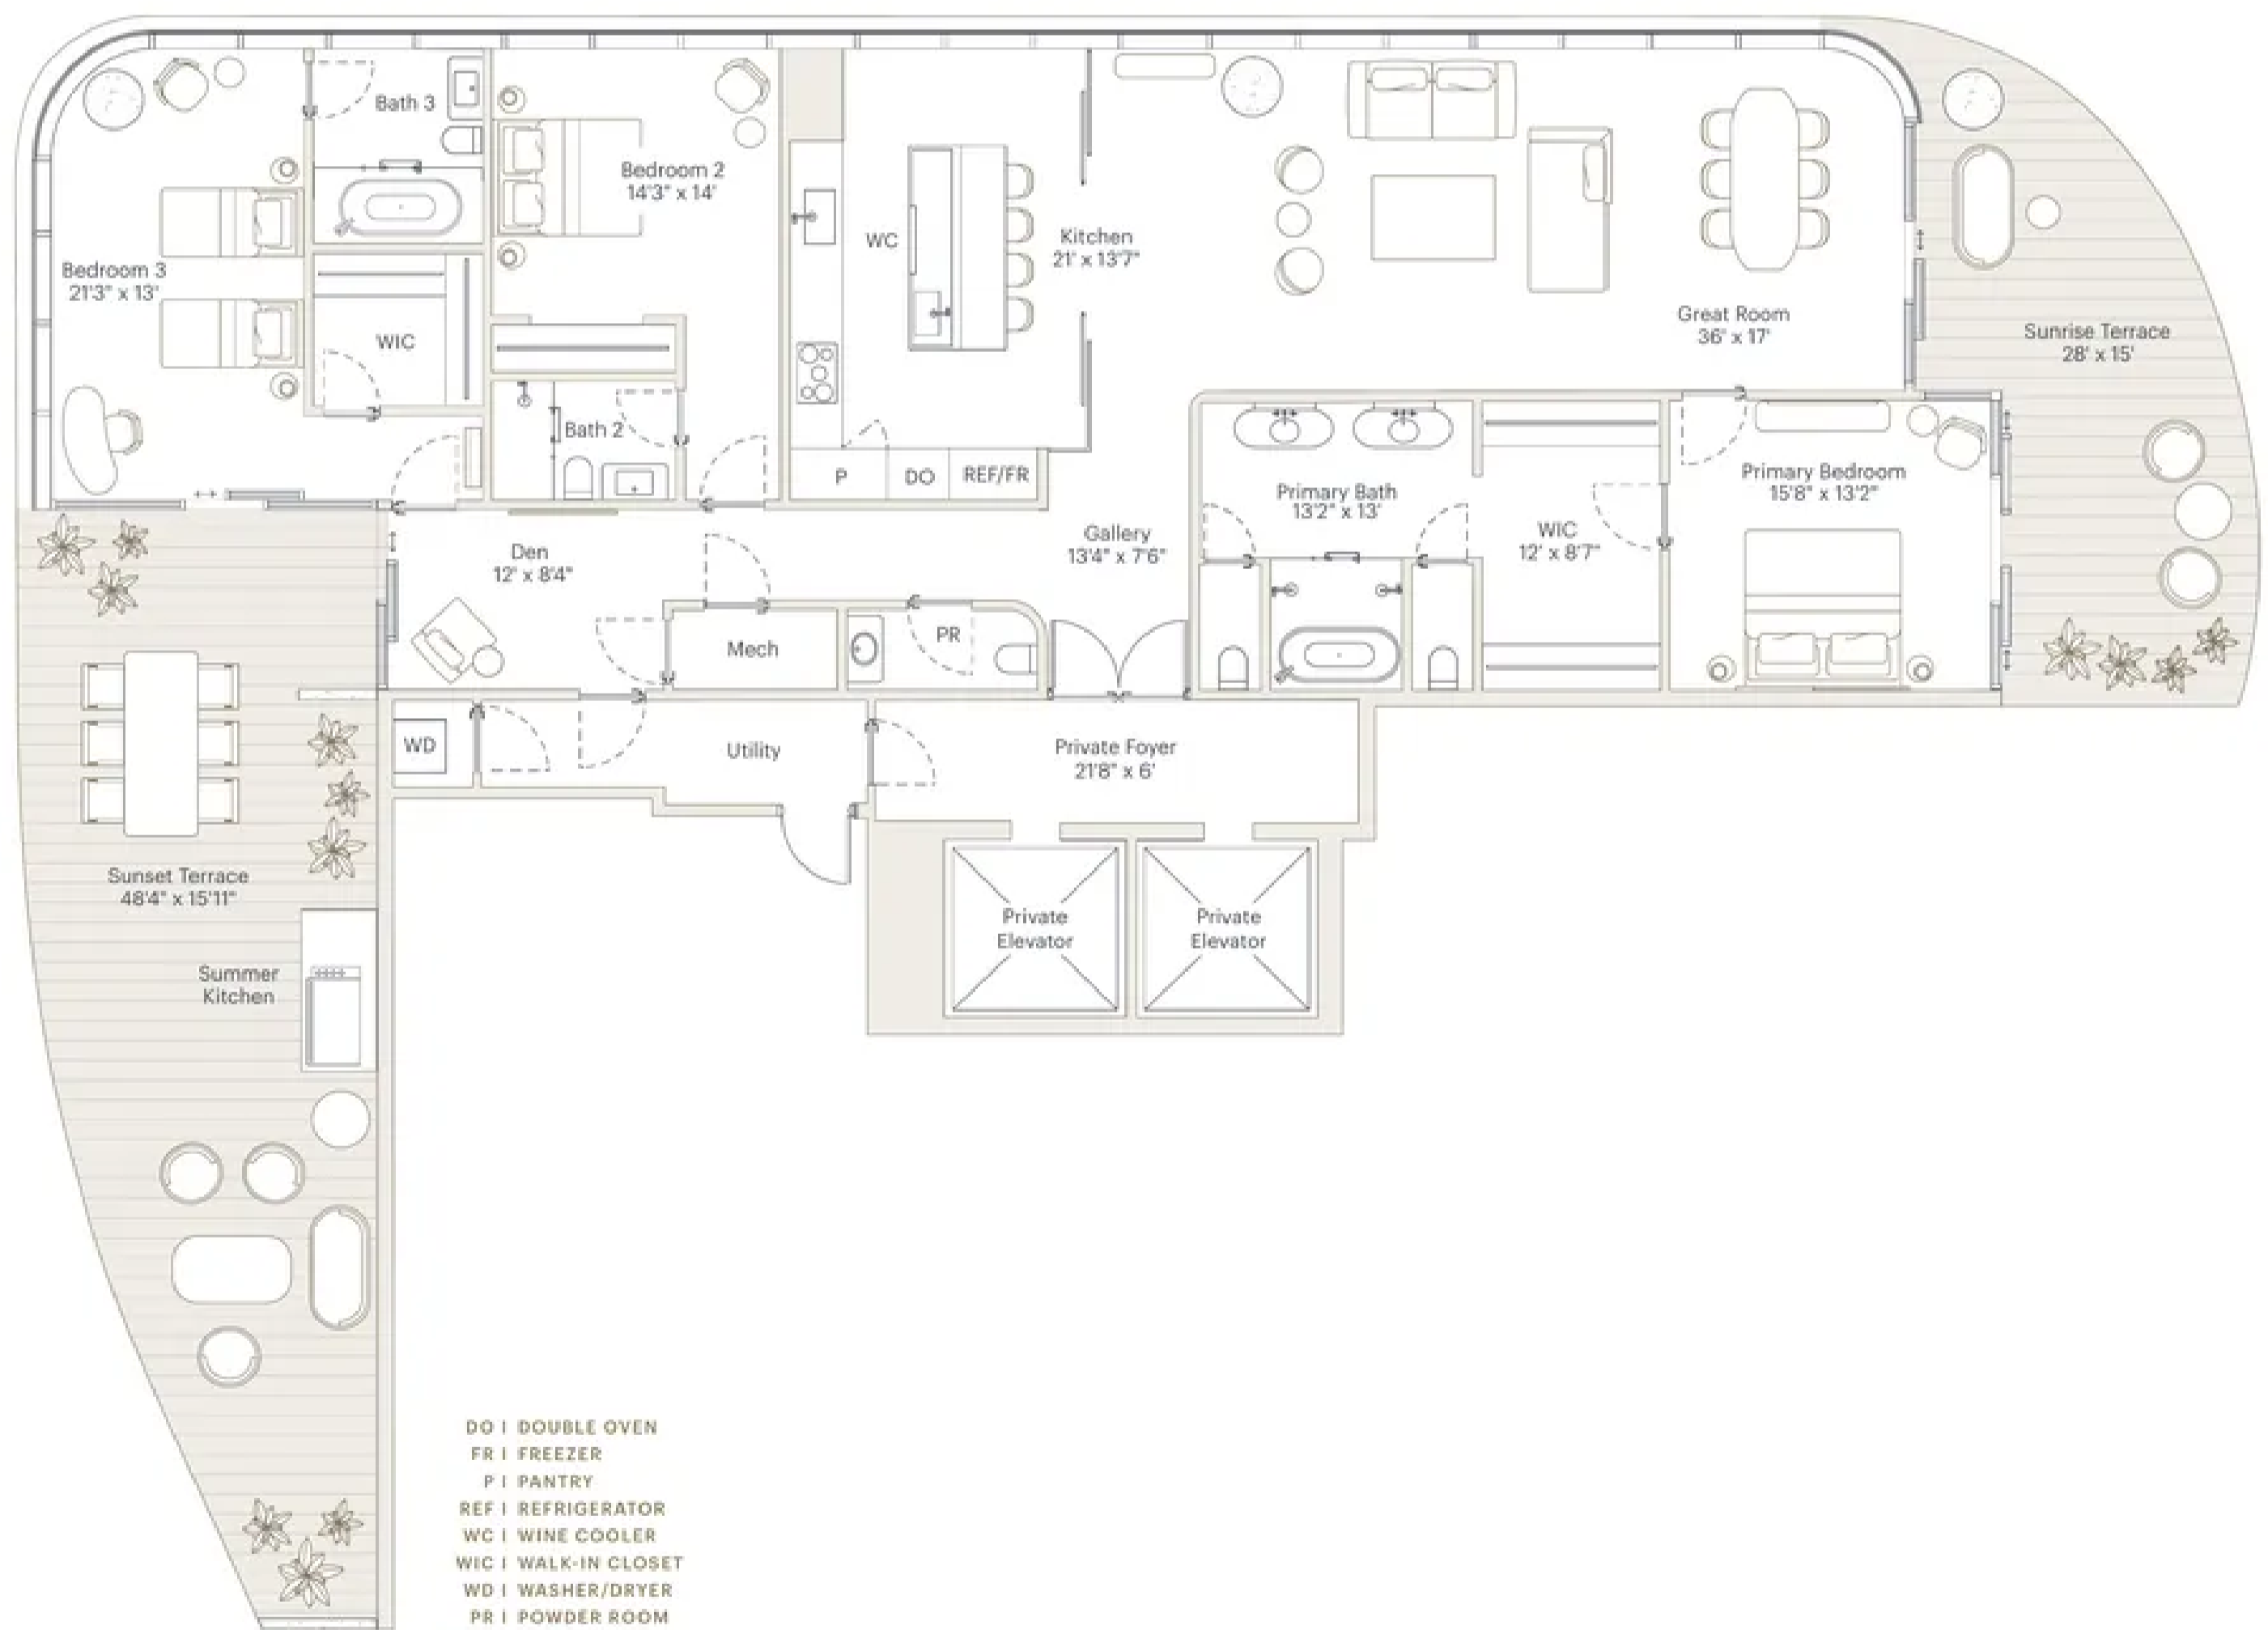 Bath 3
Bedroom 2
14'3" x 14'
WC
Kitchen
21' x 13'7"
Bedroom 3
21'3" x 13'
WIC
Great Room
36' x 17'
Sunrise Terrace
28' x 15'
Bath 2
P
DO
REF/FR
Primary Bath
13'2" x 13'
Primary Bedroom
15'8" x 13'2"
WIC
12' x 8'7"
Den
12' x 8'4"
Gallery
13'4" x 7'6"
Mech
PR
WD
Utility
Private Foyer
21'8" x 6'
Sunset Terrace
48'4" x 15'11"
Private
Elevator
Private
Elevator
Summer
Kitchen
DO | DOUBLE OVEN
FR | FREEZER
P | PANTRY
REF | REFRIGERATOR
WC | WINE COOLER
WIC | WALK-IN CLOSET
WD | WASHER/DRYER
PR | POWDER ROOM